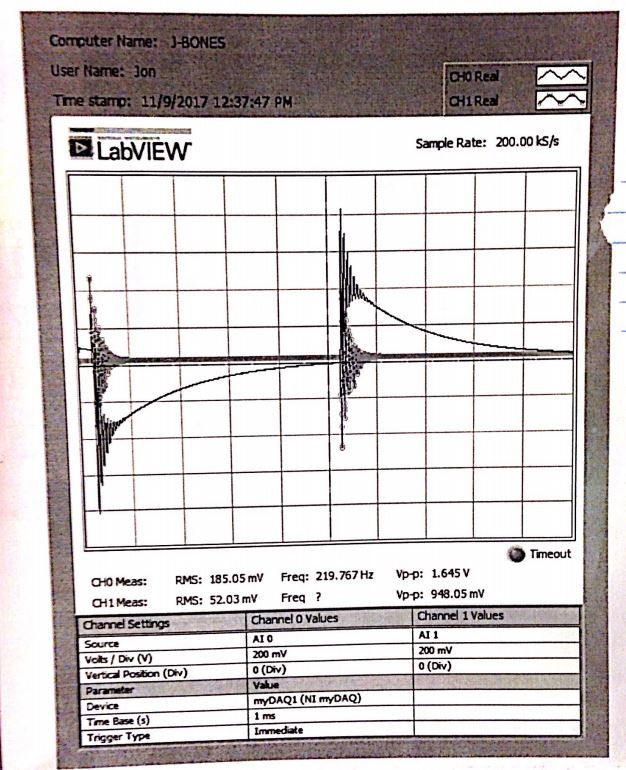 Computer Name: J-BONES
User Name: Jon
Time stamp: 11/9/2017 12:37:47 PM
CH0 Real
CH1 Real
LabVIEW
Sample Rate: 200.00 kS/s
Timeout
CH0 Meas: RMS: 185.05 mV Freq: 219.767 Hz Vp-p: 1.645 V
CH1 Meas: RMS: 52.03 mV Freq ? Vp-p: 948.05 mV
Channel Settings Channel 0 Values Channel 1 Values
Source AI 0 AI 1
Volts / Div (V) 200 mV 200 mV
Vertical Position (Div) 0 (Div) 0 (Div)
Parameter Value
Device myDAQ1 (NI myDAQ)
Time Base (s) 1 ms
Trigger Type Immediate